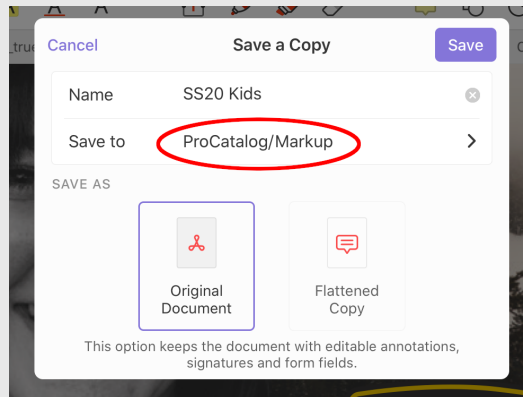 Cancel Save a Copy Save
Name SS20 Kids
Save to ProCatalog/Markup
SAVE AS
Original Document
Flattened Copy
This option keeps the document with editable annotations,
signatures and form fields.